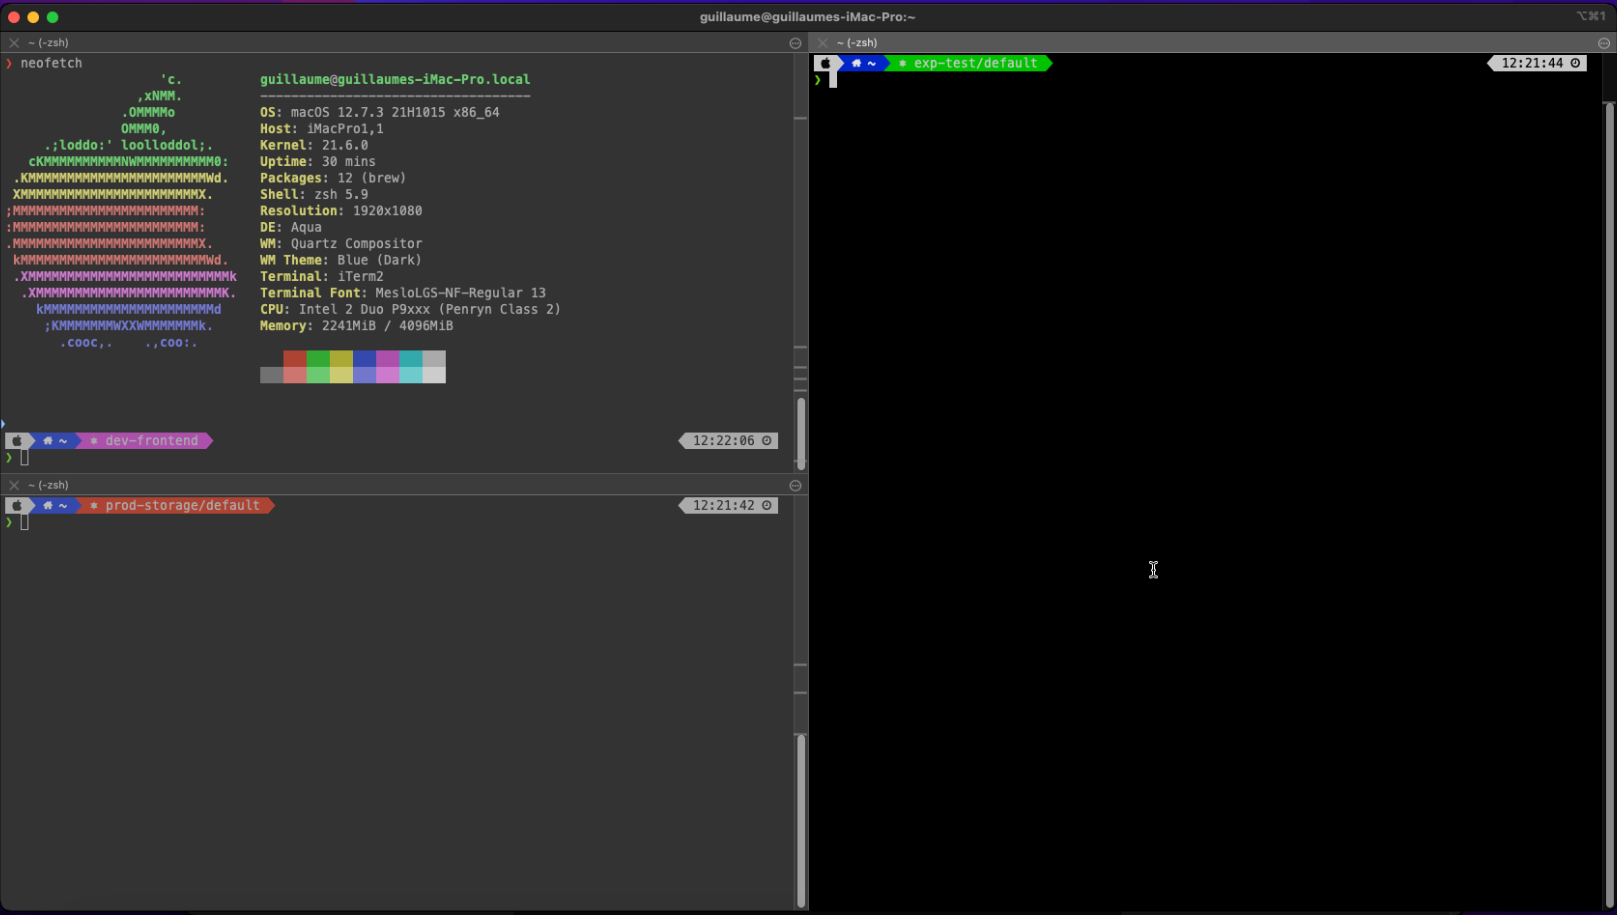 guillaume@guillaumes-iMac-Pro:~
⌥⌘1
~ (-zsh)
❯ neofetch
'c.
,xNMM.
.OMMMMo
OMMM0,
.;loddo:' loolloddol;.
cKMMMMMMMMMMNWMMMMMMMMMM0:
.KMMMMMMMMMMMMMMMMMMMMMMMWd.
XMMMMMMMMMMMMMMMMMMMMMMMX.
;MMMMMMMMMMMMMMMMMMMMMMMM:
:MMMMMMMMMMMMMMMMMMMMMMMM:
.MMMMMMMMMMMMMMMMMMMMMMMMX.
kMMMMMMMMMMMMMMMMMMMMMMMMWd.
.XMMMMMMMMMMMMMMMMMMMMMMMMMMk
.XMMMMMMMMMMMMMMMMMMMMMMMMK.
kMMMMMMMMMMMMMMMMMMMMMMd
;KMMMMMMMWXXWMMMMMMMk.
.cooc,. .,coo:.
guillaume@guillaumes-iMac-Pro.local
-----------------------------------
OS: macOS 12.7.3 21H1015 x86_64
Host: iMacPro1,1
Kernel: 21.6.0
Uptime: 30 mins
Packages: 12 (brew)
Shell: zsh 5.9
Resolution: 1920x1080
DE: Aqua
WM: Quartz Compositor
WM Theme: Blue (Dark)
Terminal: iTerm2
Terminal Font: MesloLGS-NF-Regular 13
CPU: Intel 2 Duo P9xxx (Penryn Class 2)
Memory: 2241MiB / 4096MiB
~ dev-frontend 12:22:06
❯
~ (-zsh)
~ prod-storage/default 12:21:42
❯
~ (-zsh)
~ exp-test/default 12:21:44
❯